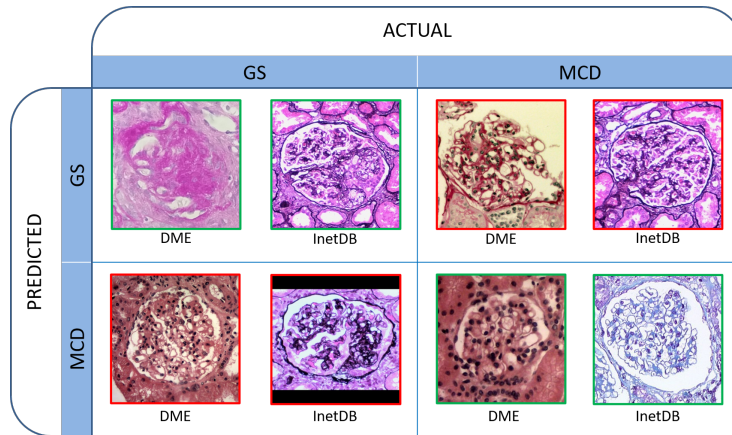 ACTUAL
GS MCD
PREDICTED
GS
DME InetDB DME InetDB
MCD
DME InetDB DME InetDB